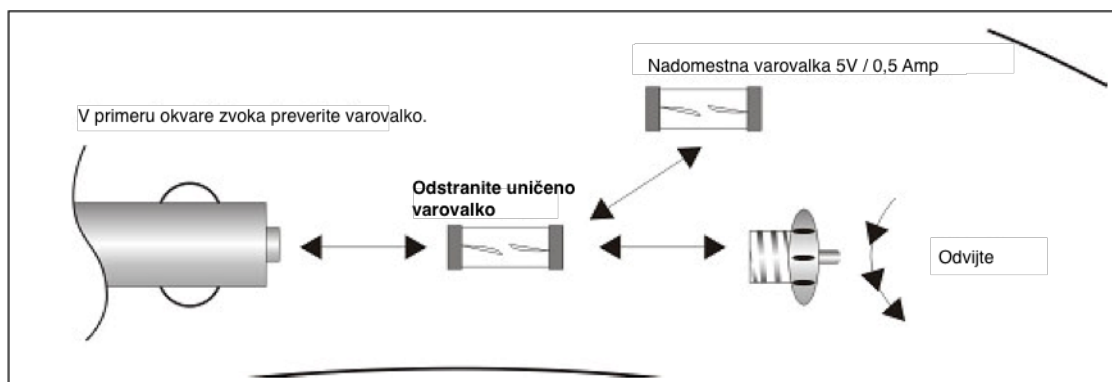 Nadomestna varovalka 5V / 0,5 Amp
V primeru okvare zvoka preverite varovalko.
Odstranite uničeno
varovalko
Odvijte